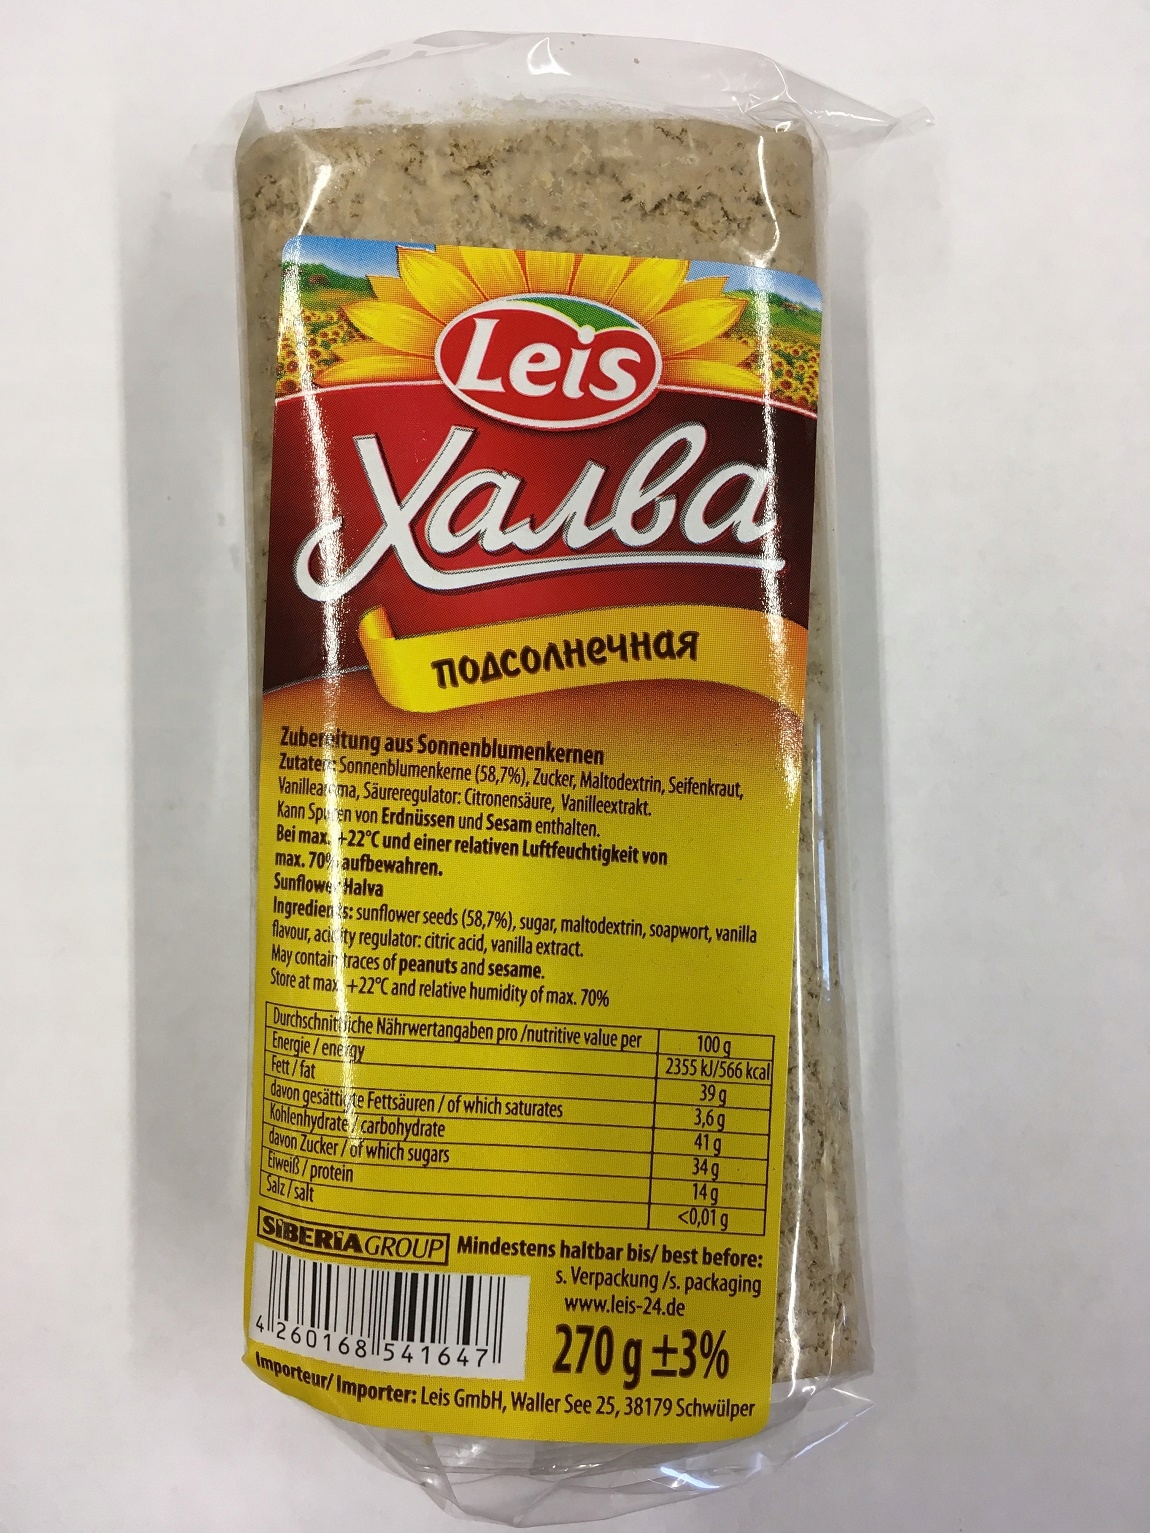 Leis
Халва
подсолнечная
Zubereitung aus Sonnenblumenkernen
Zutaten: Sonnenblumenkerne (58,7%), Zucker, Maltodextrin, Seifenkraut,
Vanillearoma, Säureregulator: Citronensäure, Vanilleextrakt.
Kann Spuren von Erdnüssen und Sesam enthalten.
Bei max. +22°C und einer relativen Luftfeuchtigkeit von
max. 70% aufbewahren.
Sunflower Halva
Ingredients: sunflower seeds (58,7%), sugar, maltodextrin, soapwort, vanilla
flavour, acidity regulator: citric acid, vanilla extract.
May contain traces of peanuts and sesame.
Store at max. +22°C and relative humidity of max. 70%
Durchschnittliche Nährwertangaben pro /nutritive value per 100 g
Energie / energy 2355 kJ/566 kcal
Fett / fat 39 g
davon gesättigte Fettsäuren / of which saturates 3,6 g
Kohlenhydrate / carbohydrate 41 g
davon Zucker / of which sugars 34 g
Eiweiß / protein 14 g
Salz / salt <0,01 g
SIBERIA GROUP Mindestens haltbar bis/ best before:
s. Verpackung /s. packaging
www.leis-24.de
4 260168 541647
270 g ±3%
Importeur/ Importer: Leis GmbH, Waller See 25, 38179 Schwülper